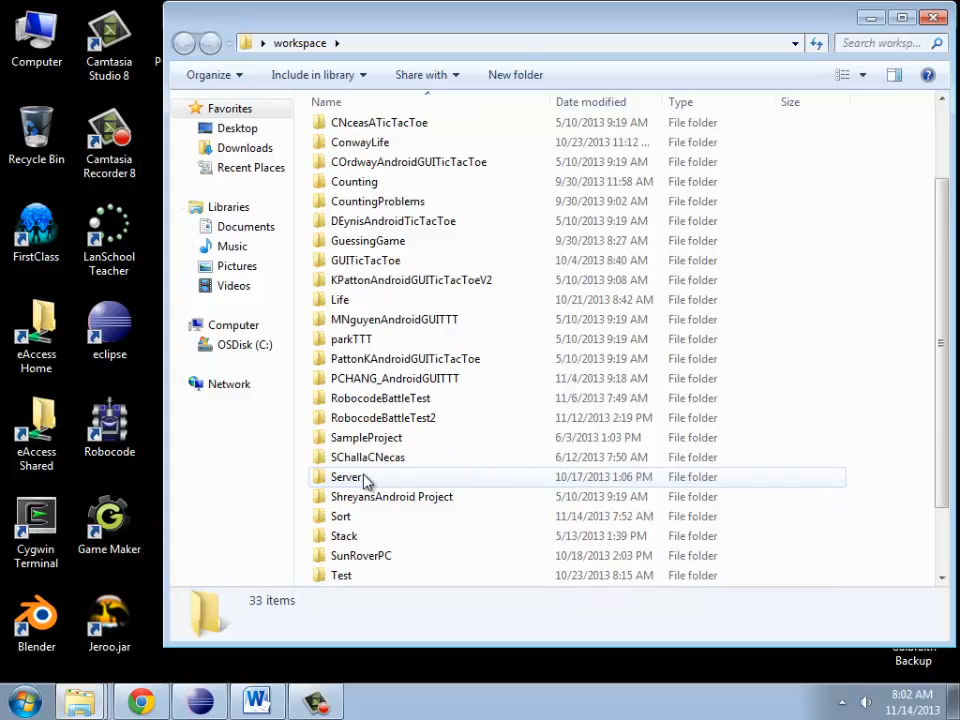 Computer
Camtasia Studio 8
P
Recycle Bin
Camtasia Recorder 8
FirstClass
LanSchool Teacher
eAccess Home
eclipse
eAccess Shared
Robocode
Cygwin Terminal
Game Maker
Blender
Jeroo.jar
workspace
Search worksp...
Organize
Include in library
Share with
New folder
Favorites
Desktop
Downloads
Recent Places
Libraries
Documents
Music
Pictures
Videos
Computer
OSDisk (C:)
Network
Name Date modified Type Size
CNceasATicTacToe 5/10/2013 9:19 AM File folder
ConwayLife 10/23/2013 11:12 ... File folder
COrdwayAndroidGUITicTacToe 5/10/2013 9:19 AM File folder
Counting 9/30/2013 11:58 AM File folder
CountingProblems 9/30/2013 9:02 AM File folder
DEynisAndroidTicTacToe 5/10/2013 9:19 AM File folder
GuessingGame 9/30/2013 8:27 AM File folder
GUITicTacToe 10/4/2013 8:40 AM File folder
KPattonAndroidGUITicTacToeV2 5/10/2013 9:08 AM File folder
Life 10/21/2013 8:42 AM File folder
MNguyenAndroidGUITTT 5/10/2013 9:19 AM File folder
parkTTT 5/10/2013 9:19 AM File folder
PattonKAndroidGUITicTacToe 5/10/2013 9:19 AM File folder
PCHANG_AndroidGUITTT 11/4/2013 9:18 AM File folder
RobocodeBattleTest 11/6/2013 7:49 AM File folder
RobocodeBattleTest2 11/12/2013 2:19 PM File folder
SampleProject 6/3/2013 1:03 PM File folder
SChallaCNecas 6/12/2013 7:50 AM File folder
Server 10/17/2013 1:06 PM File folder
ShreyansAndroid Project 5/10/2013 9:19 AM File folder
Sort 11/14/2013 7:52 AM File folder
Stack 5/13/2013 1:39 PM File folder
SunRoverPC 10/18/2013 2:03 PM File folder
Test 10/23/2013 8:15 AM File folder
33 items
Backup
8:02 AM
11/14/2013